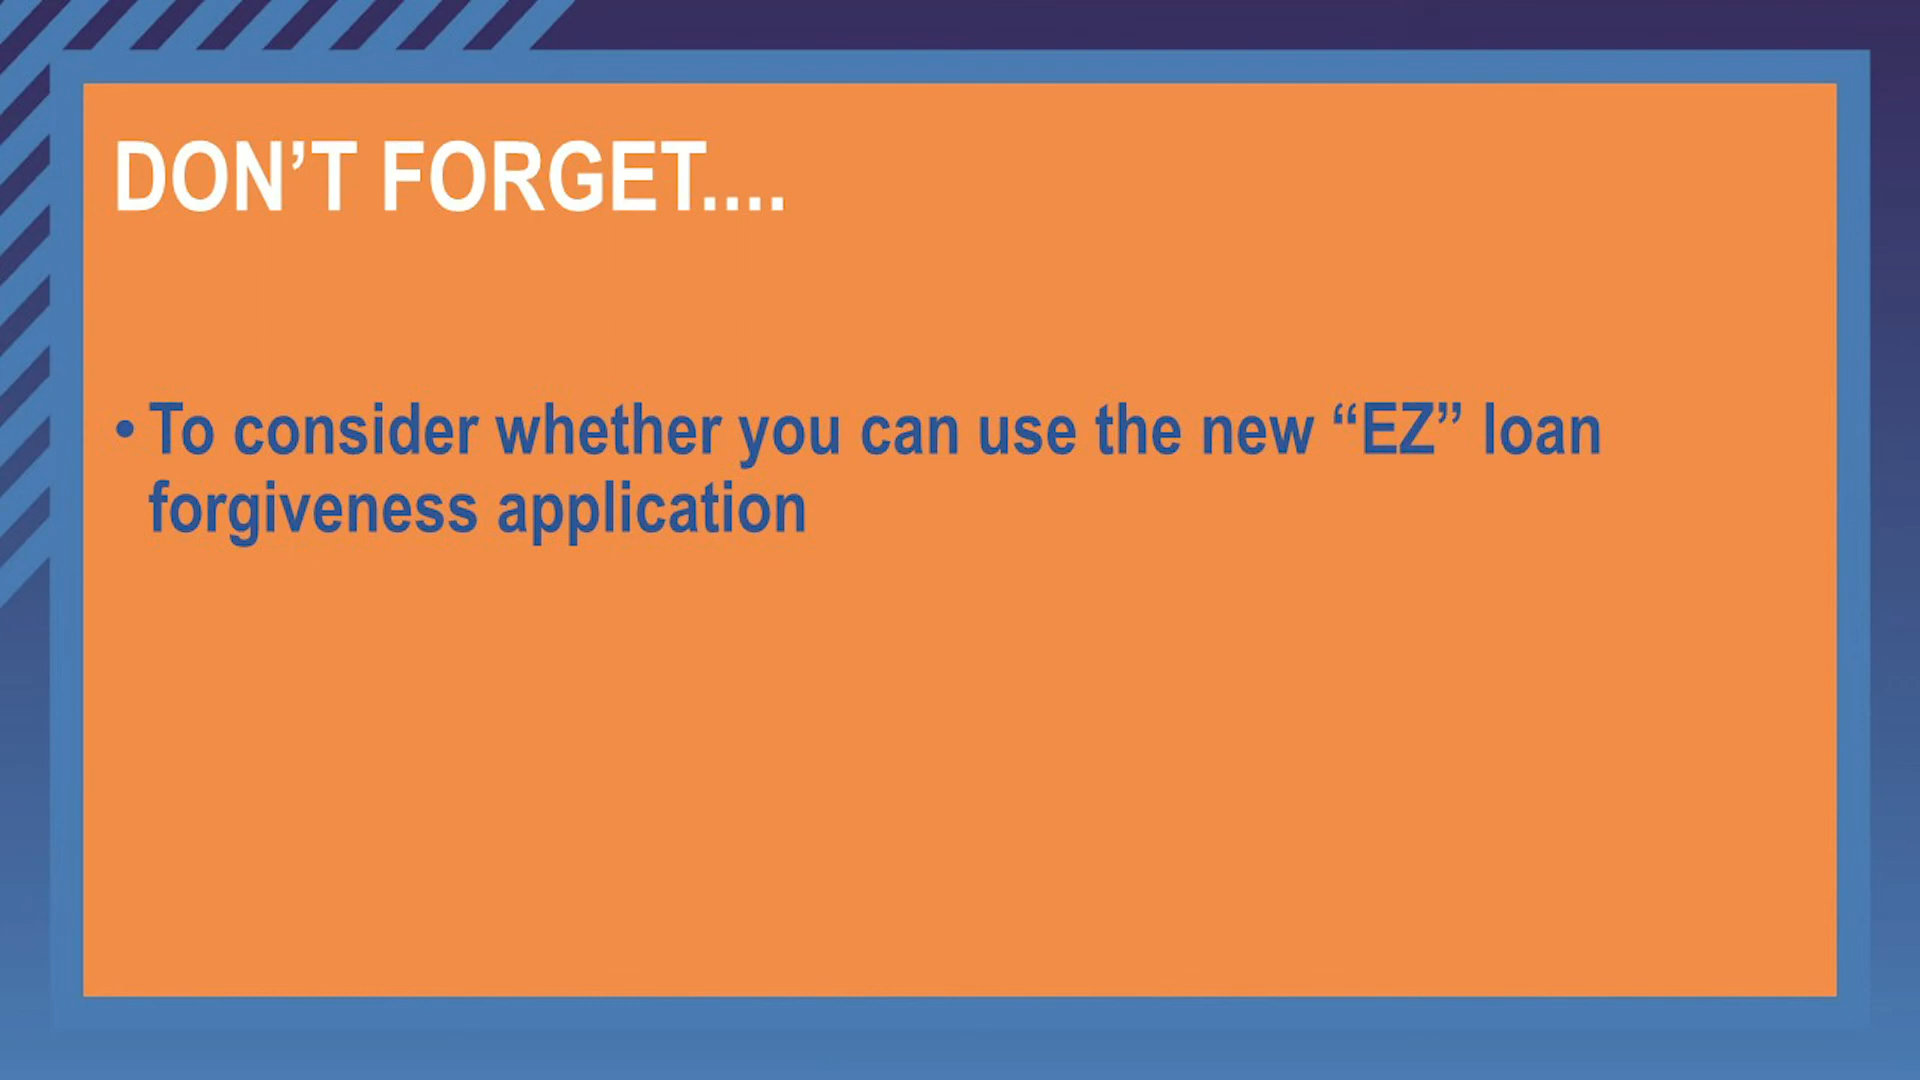 DON’T FORGET....
• To consider whether you can use the new “EZ” loan
forgiveness application